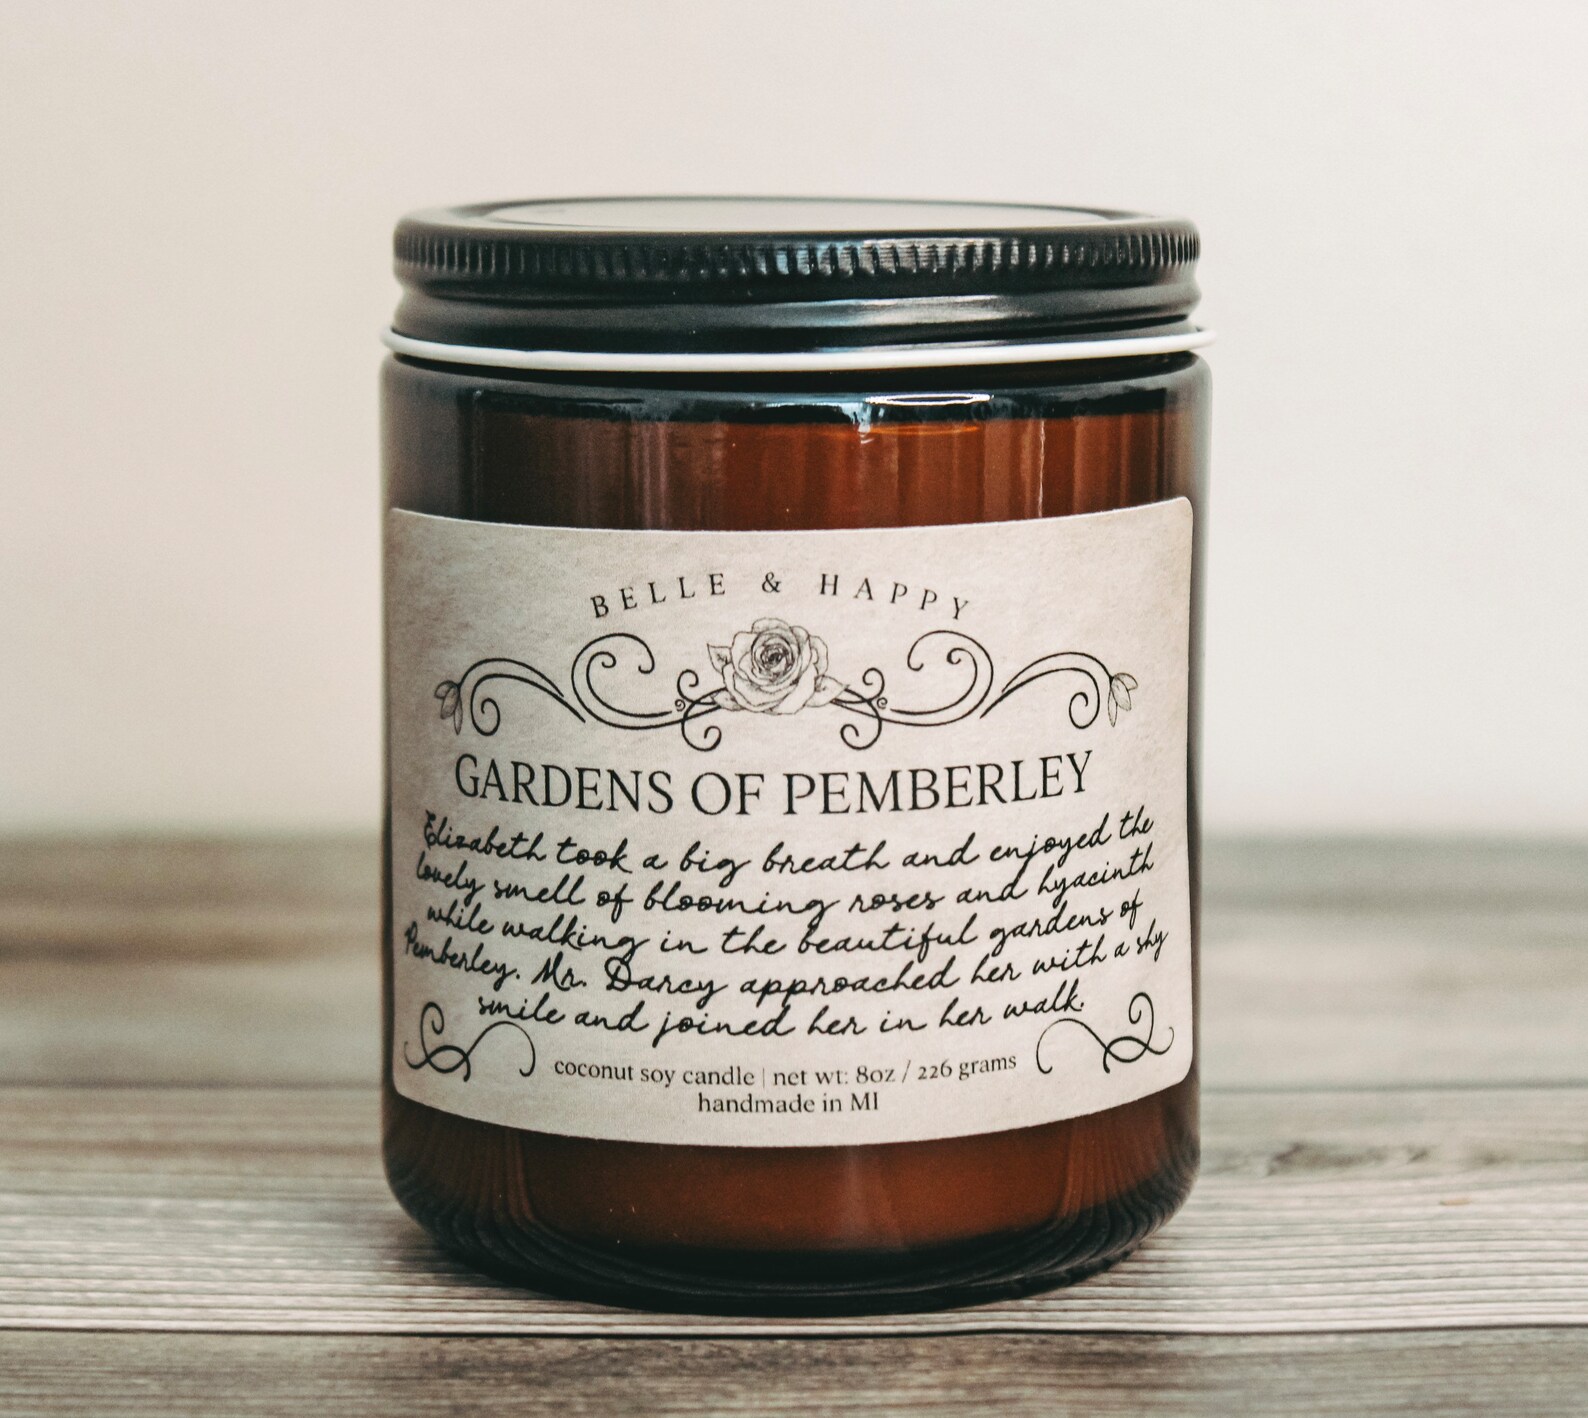 BELLE & HAPPY
GARDENS OF PEMBERLEY
Elizabeth took a big breath and enjoyed the
lovely smell of blooming roses and hyacinth
while walking in the beautiful gardens of
Pemberley. Mr. Darcy approached her with a shy
smile and joined her in her walk.
coconut soy candle | net wt: 8oz / 226 grams
handmade in MI